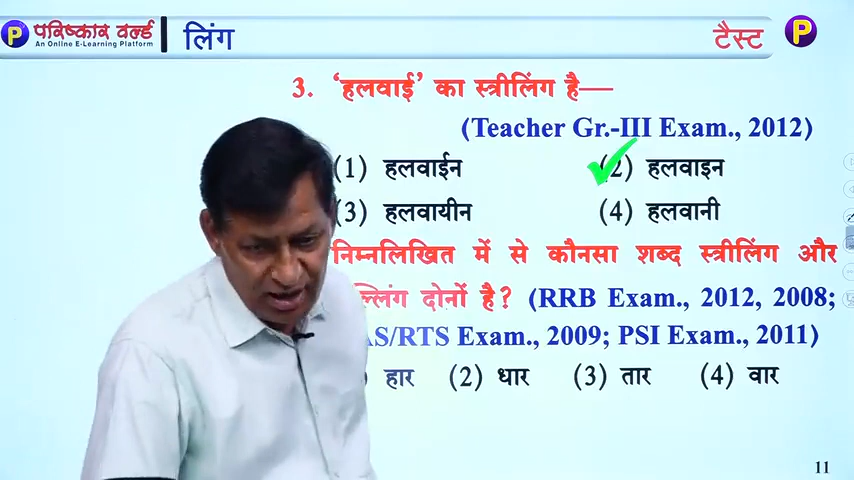 परिष्कार वर्ल्ड
An Online E-Learning Platform
लिंग
टैस्ट
3. ‘हलवाई’ का स्त्रीलिंग है—
(Teacher Gr.-III Exam., 2012)
(1) हलवाईन (2) हलवाइन
(3) हलवायीन (4) हलवानी
निम्नलिखित में से कौनसा शब्द स्त्रीलिंग और
दोनों है? (RRB Exam., 2012, 2008;
Exam., 2009; PSI Exam., 2011)
हार (2) धार (3) तार (4) वार
11